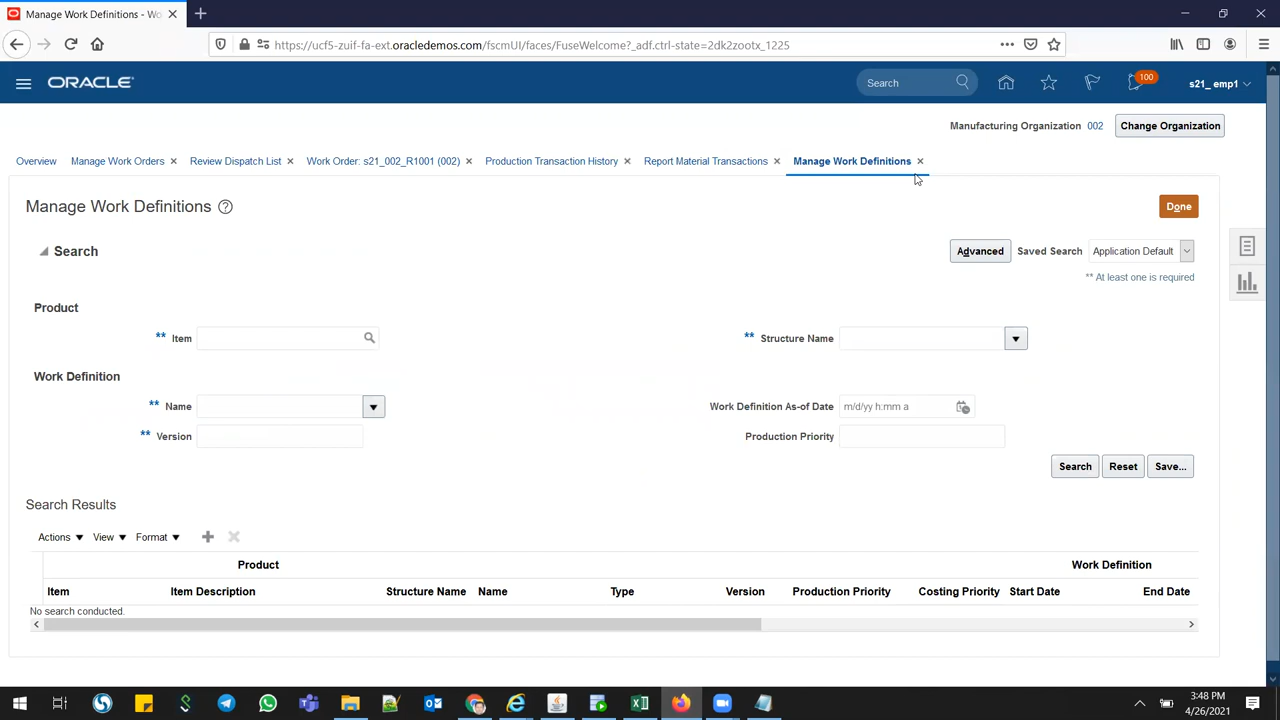 Manage Work Definitions - Wo
https://ucf5-zuif-fa-ext.oracledemos.com/fscmUI/faces/FuseWelcome?_adf.ctrl-state=2dk2zootx_1225
ORACLE
Search
100
s21_ emp1
Manufacturing Organization 002 Change Organization
Overview Manage Work Orders Review Dispatch List Work Order: s21_002_R1001 (002) Production Transaction History Report Material Transactions Manage Work Definitions
Manage Work Definitions
Done
Search
Advanced Saved Search Application Default
** At least one is required
Product
** Item
** Structure Name
Work Definition
** Name
Work Definition As-of Date m/d/yy h:mm a
** Version
Production Priority
Search Reset Save...
Search Results
Actions View Format
Product Work Definition
Item Item Description Structure Name Name Type Version Production Priority Costing Priority Start Date End Date
No search conducted.
3:48 PM
4/26/2021